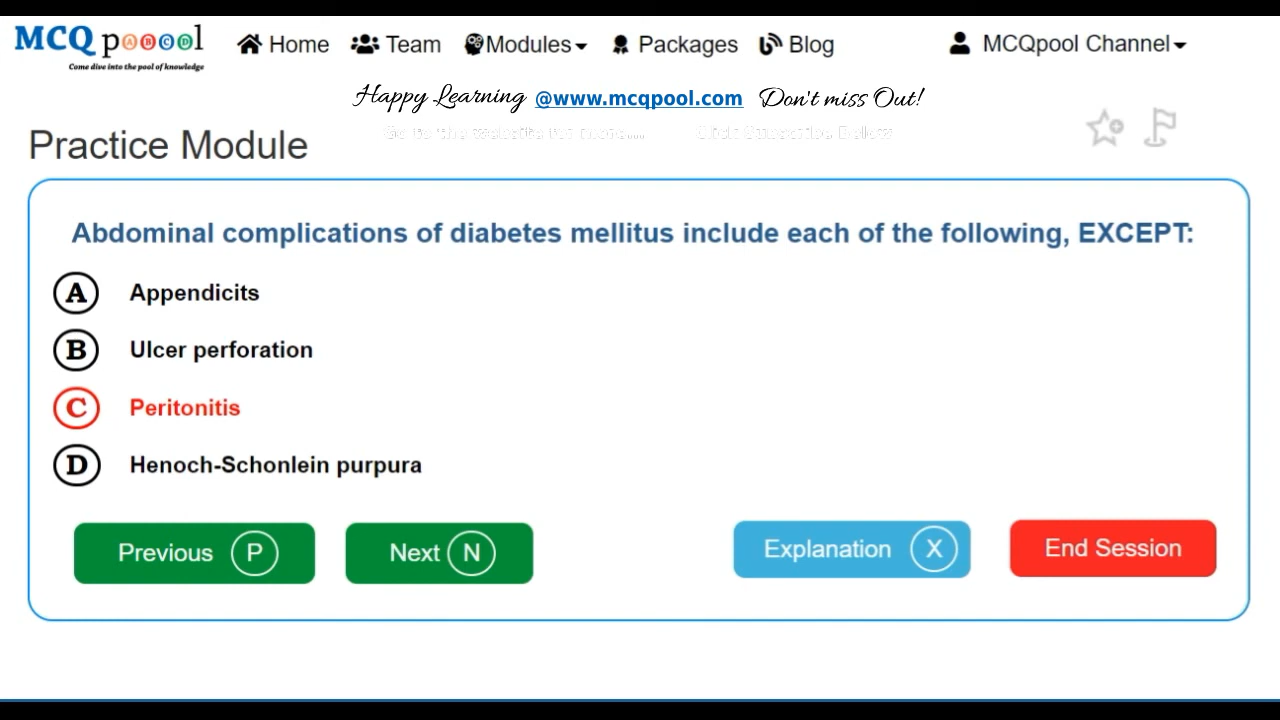 MCQ pooool
Come dive into the pool of knowledge
Home Team Modules Packages Blog MCQpool Channel
Happy Learning @www.mcqpool.com Don't miss Out!
Practice Module
Abdominal complications of diabetes mellitus include each of the following, EXCEPT:
A Appendicits
B Ulcer perforation
C Peritonitis
D Henoch-Schonlein purpura
Previous P Next N Explanation X End Session